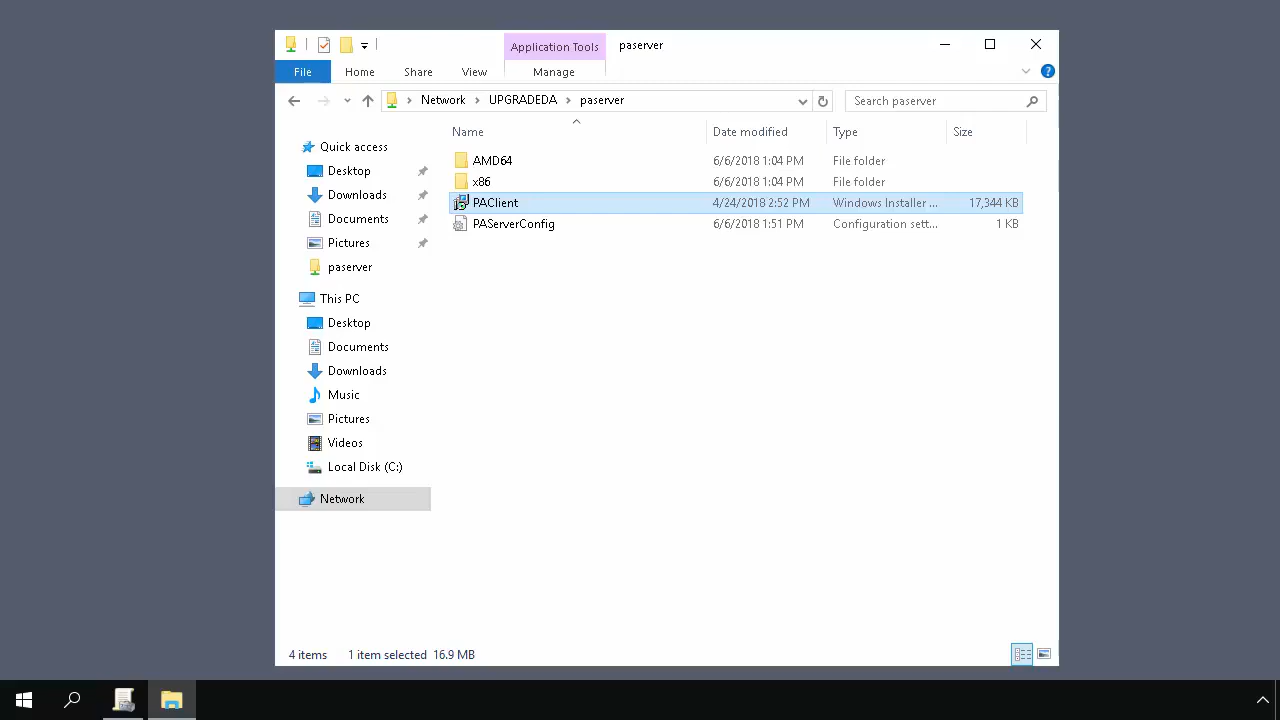 Application Tools paserver
File Home Share View Manage
Network UPGRADEDA paserver Search paserver
Name Date modified Type Size
Quick access
Desktop
Downloads
Documents
Pictures
paserver
This PC
Desktop
Documents
Downloads
Music
Pictures
Videos
Local Disk (C:)
Network
AMD64 6/6/2018 1:04 PM File folder
x86 6/6/2018 1:04 PM File folder
PAClient 4/24/2018 2:52 PM Windows Installer ... 17,344 KB
PAServerConfig 6/6/2018 1:51 PM Configuration sett... 1 KB
4 items 1 item selected 16.9 MB